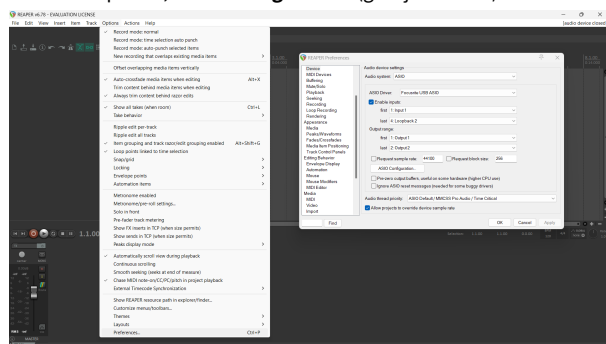 REAPER v6.78 - EVALUATION LICENSE
File Edit View Insert Item Track Options Actions Help
[audio device closed]
Record mode: normal
Record mode: time selection auto punch
Record mode: auto-punch selected items
New recording that overlaps existing media items
Offset overlapping media items vertically
Auto-crossfade media items when editing Alt+X
Trim content behind media items when editing
Always trim content behind razor edits
Show all takes (when room) Ctrl+L
Take behavior
Ripple edit per-track
Ripple edit all tracks
Item grouping and track razor/edit grouping enabled Alt+Shift+G
Loop points linked to time selection
Snap/grid
Locking
Envelope points
Automation items
Metronome enabled
Metronome/pre-roll settings...
Solo in front
Pre-fader track metering
Show FX inserts in TCP (when size permits)
Show sends in TCP (when size permits)
Peaks display mode
Automatically scroll view during playback
Continuous scrolling
Smooth seeking (seeks at end of measure)
Chase MIDI note-on/CC/PC/pitch in project playback
External Timecode Synchronization
Show REAPER resource path in explorer/finder...
Customize menus/toolbars...
Themes
Layouts
Preferences... Ctrl+P
1.1.00
MASTER
REAPER Preferences
Device
MIDI Devices
Buffering
Mute/Solo
Playback
Seeking
Recording
Loop Recording
Rendering
Appearance
Media
Peaks/Waveforms
Fades/Crossfades
Media Item Positioning
Track Control Panels
Editing Behavior
Envelope Display
Automation
Mouse
Mouse Modifiers
MIDI Editor
Media
MIDI
Video
Import
Find
Audio device settings
Audio system: ASIO
ASIO Driver: Focusrite USB ASIO
Enable inputs:
first 1: Input 1
last 4: Loopback 2
Output range:
first 1: Output 1
last 2: Output 2
Request sample rate: 44100 Request block size: 256
ASIO Configuration...
Pre-zero output buffers, useful on some hardware (higher CPU use)
Ignore ASIO reset messages (needed for some buggy drivers)
Audio thread priority: ASIO Default / MMCSS Pro Audio / Time Critical
Allow projects to override device sample rate
OK Cancel Apply